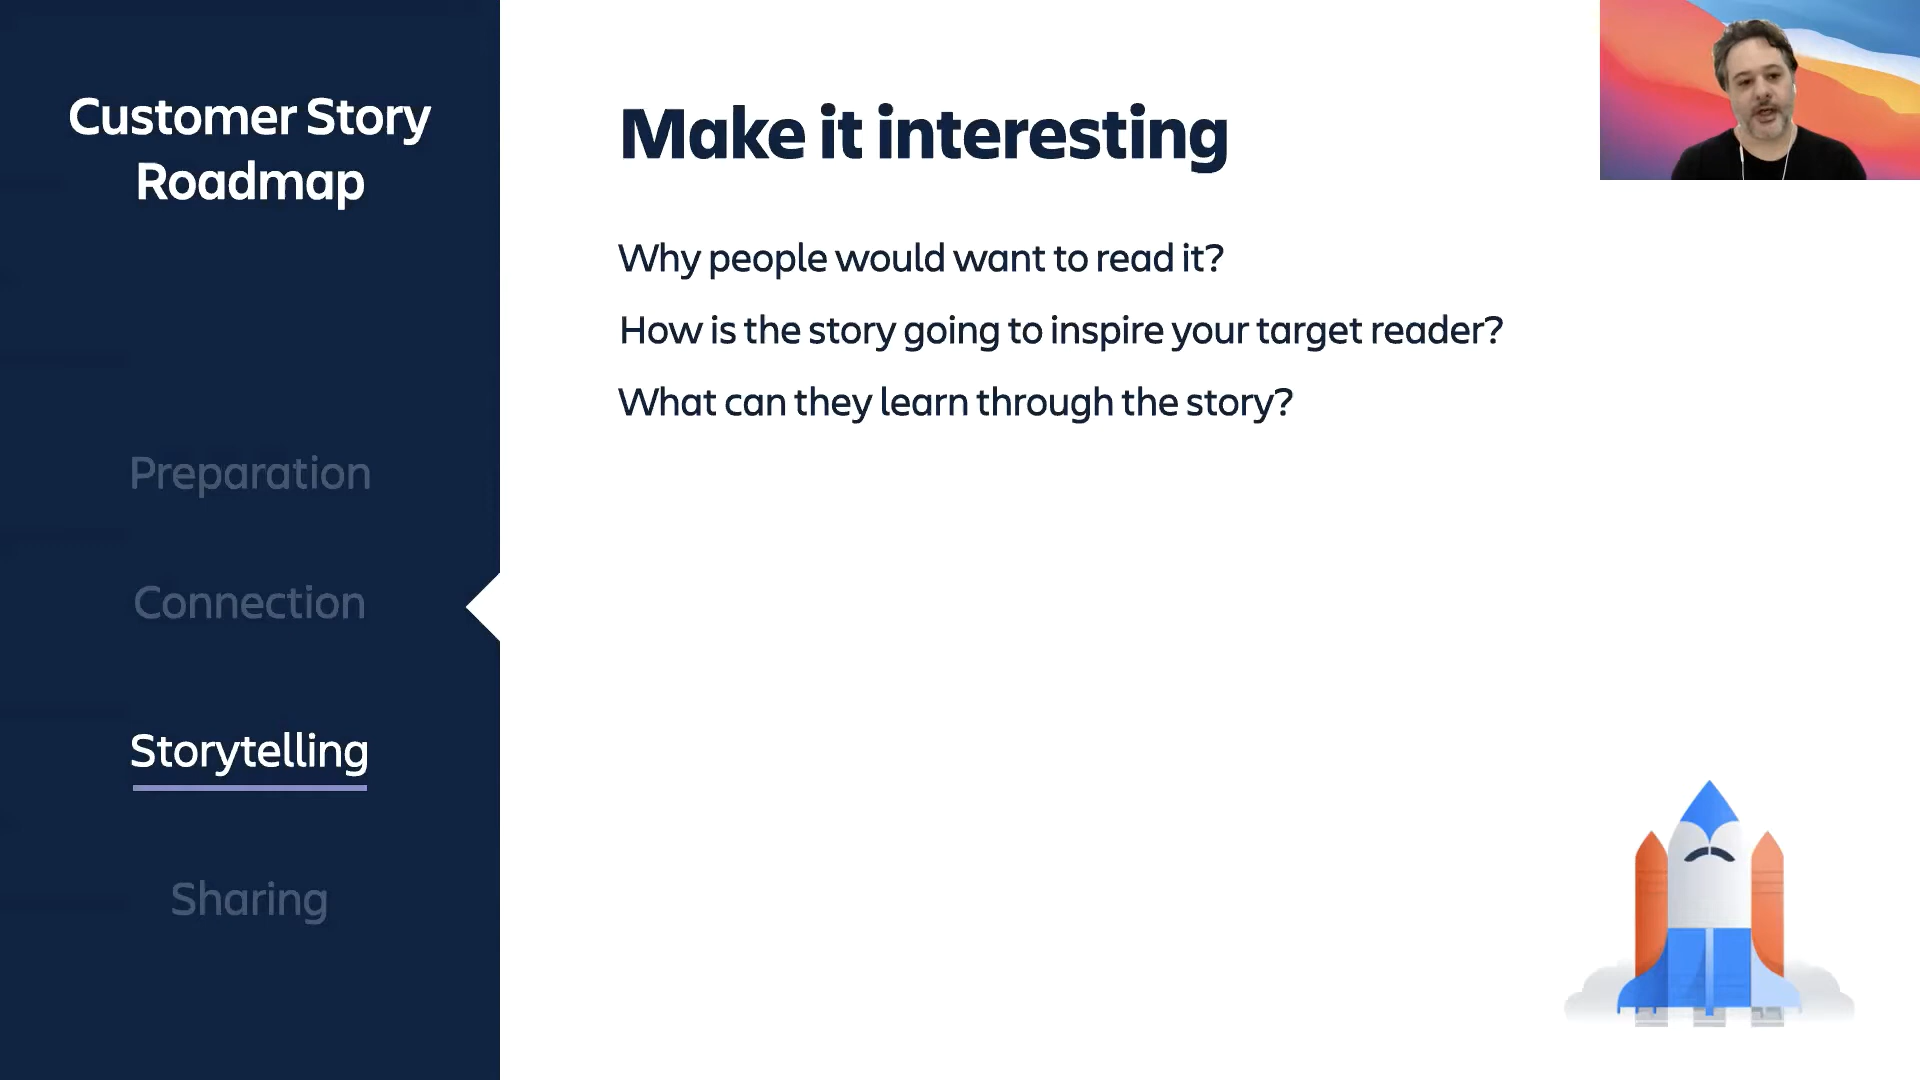 Customer Story
Roadmap
Preparation
Connection
Storytelling
Sharing
Make it interesting
Why people would want to read it?
How is the story going to inspire your target reader?
What can they learn through the story?